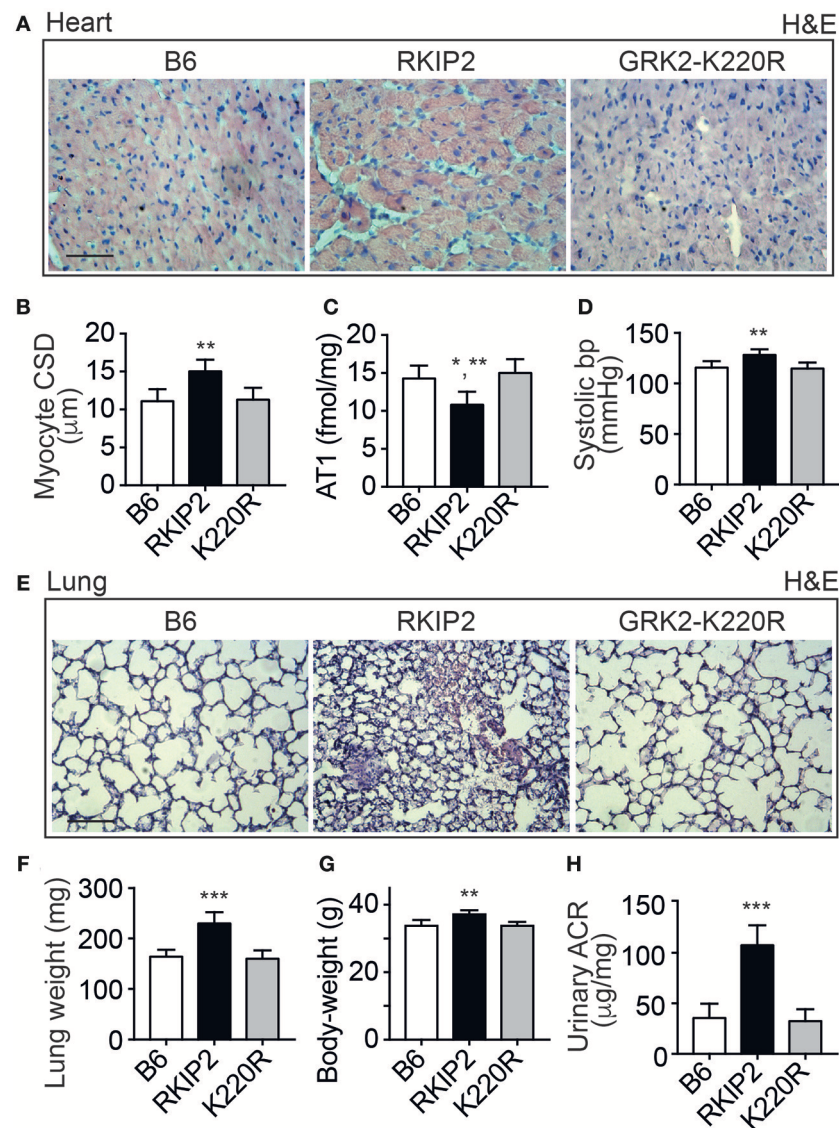 A Heart H&E
B6 RKIP2 GRK2-K220R
B C D
Myocyte CSD
(μm)
20
15
10
5
0
**
B6 RKIP2 K220R
AT1 (fmol/mg)
20
15
10
5
0
*,**
B6 RKIP2 K220R
Systolic bp
(mmHg)
150
100
50
0
**
B6 RKIP2 K220R
E Lung H&E
B6 RKIP2 GRK2-K220R
F G H
Lung weight (mg)
300
200
100
0
***
B6 RKIP2 K220R
Body-weight (g)
60
40
20
0
**
B6 RKIP2 K220R
Urinary ACR
(μg/mg)
150
100
50
0
***
B6 RKIP2 K220R